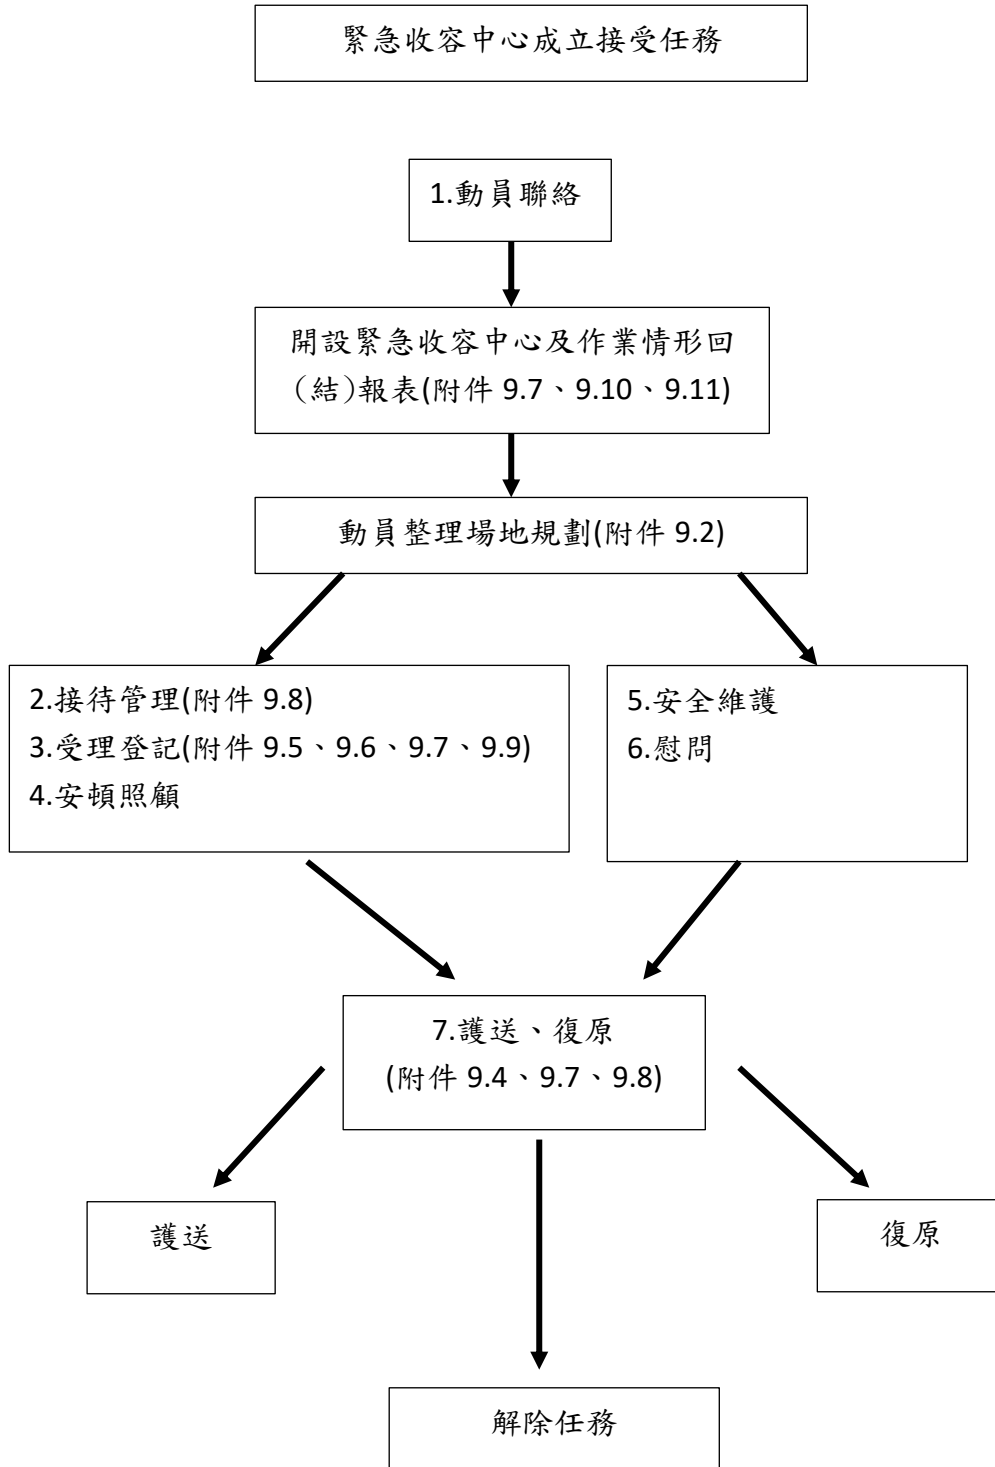 緊急收容中心成立接受任務
1.動員聯絡
開設緊急收容中心及作業情形回
(結)報表(附件 9.7、9.10、9.11)
動員整理場地規劃(附件 9.2)
2.接待管理(附件 9.8)
3.受理登記(附件 9.5、9.6、9.7、9.9)
4.安頓照顧
5.安全維護
6.慰問
7.護送、復原
(附件 9.4、9.7、9.8)
護送
復原
解除任務